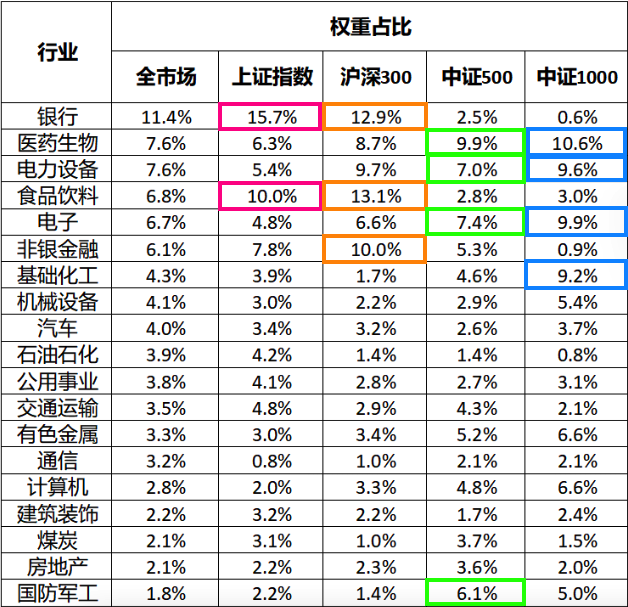 行业 权重占比
全市场 上证指数 沪深300 中证500 中证1000
银行 11.4% 15.7% 12.9% 2.5% 0.6%
医药生物 7.6% 6.3% 8.7% 9.9% 10.6%
电力设备 7.6% 5.4% 9.7% 7.0% 9.6%
食品饮料 6.8% 10.0% 13.1% 2.8% 3.0%
电子 6.7% 4.8% 6.6% 7.4% 9.9%
非银金融 6.1% 7.8% 10.0% 5.3% 0.9%
基础化工 4.3% 3.9% 1.7% 4.6% 9.2%
机械设备 4.1% 3.0% 2.2% 2.9% 5.4%
汽车 4.0% 3.4% 3.2% 2.6% 3.7%
石油石化 3.9% 4.2% 1.4% 1.4% 0.8%
公用事业 3.8% 4.1% 2.8% 2.7% 3.1%
交通运输 3.5% 4.8% 2.9% 4.3% 2.1%
有色金属 3.3% 3.0% 3.4% 5.2% 6.6%
通信 3.2% 0.8% 1.0% 2.1% 2.1%
计算机 2.8% 2.0% 3.3% 4.8% 6.6%
建筑装饰 2.2% 3.2% 2.2% 1.7% 2.4%
煤炭 2.1% 3.1% 1.0% 3.7% 1.5%
房地产 2.1% 2.2% 2.3% 3.6% 2.0%
国防军工 1.8% 2.2% 1.4% 6.1% 5.0%